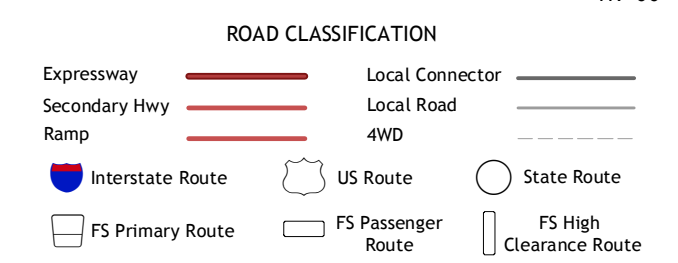 ROAD CLASSIFICATION
Expressway
Local Connector
Secondary Hwy
Local Road
Ramp
4WD
Interstate Route
US Route
State Route
FS Primary Route
FS Passenger
Route
FS High
Clearance Route